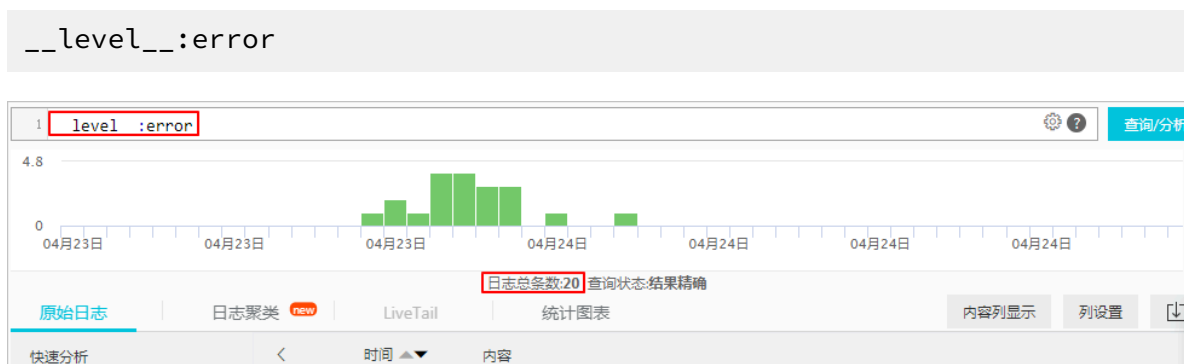 __level__:error
1 __level__:error
查询/分析
4.8
0
04月23日 04月23日 04月23日 04月24日 04月24日 04月24日 04月24日
日志总条数:20 查询状态:结果精确
原始日志 日志聚类 new LiveTail 统计图表 内容列显示 列设置
快速分析 < 时间 内容